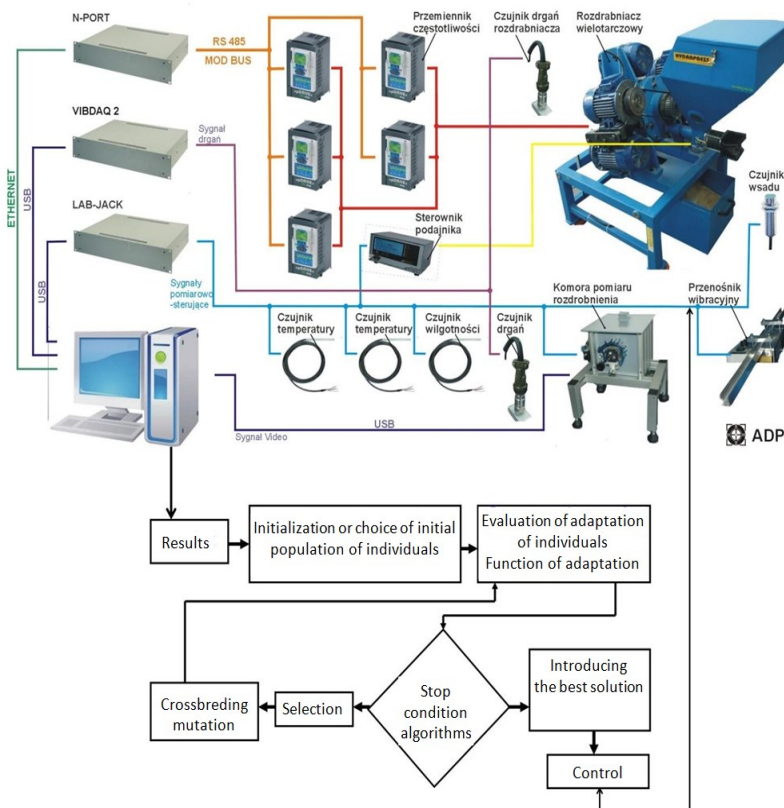 N-PORT
RS 485
MOD BUS
Przemiennik
częstotliwości
Czujnik drgań
rozdrabniacza
Rozdrabniacz
wielotarczowy
HYDRAPRESS
VIBDAQ 2
Sygnał
drgań
ETHERNET
USB
LAB-JACK
USB
Sygnały
pomiarowo
-sterujące
Sterownik
podajnika
Czujnik
wsadu
Czujnik
temperatury
Czujnik
temperatury
Czujnik
wilgotności
Czujnik
drgań
Komora pomiaru
rozdrobnienia
Przenośnik
wibracyjny
USB
Sygnał Video
ADP
Results
Initialization or choice of initial
population of individuals
Evaluation of adaptation
of individuals
Function of adaptation
Crossbreding
mutation
Selection
Stop
condition
algorithms
Introducing
the best solution
Control